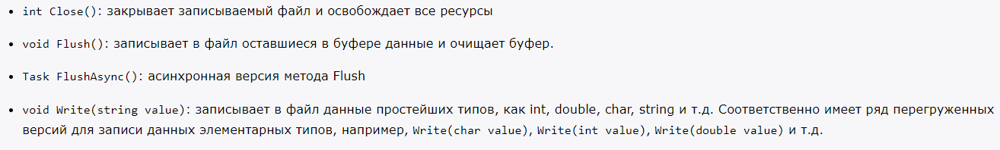 • int Close(): закрывает записываемый файл и освобождает все ресурсы
• void Flush(): записывает в файл оставшиеся в буфере данные и очищает буфер.
• Task FlushAsync(): асинхронная версия метода Flush
• void Write(string value): записывает в файл данные простейших типов, как int, double, char, string и т.д. Соответственно имеет ряд перегруженных
версий для записи данных элементарных типов, например, Write(char value), Write(int value), Write(double value) и т.д.